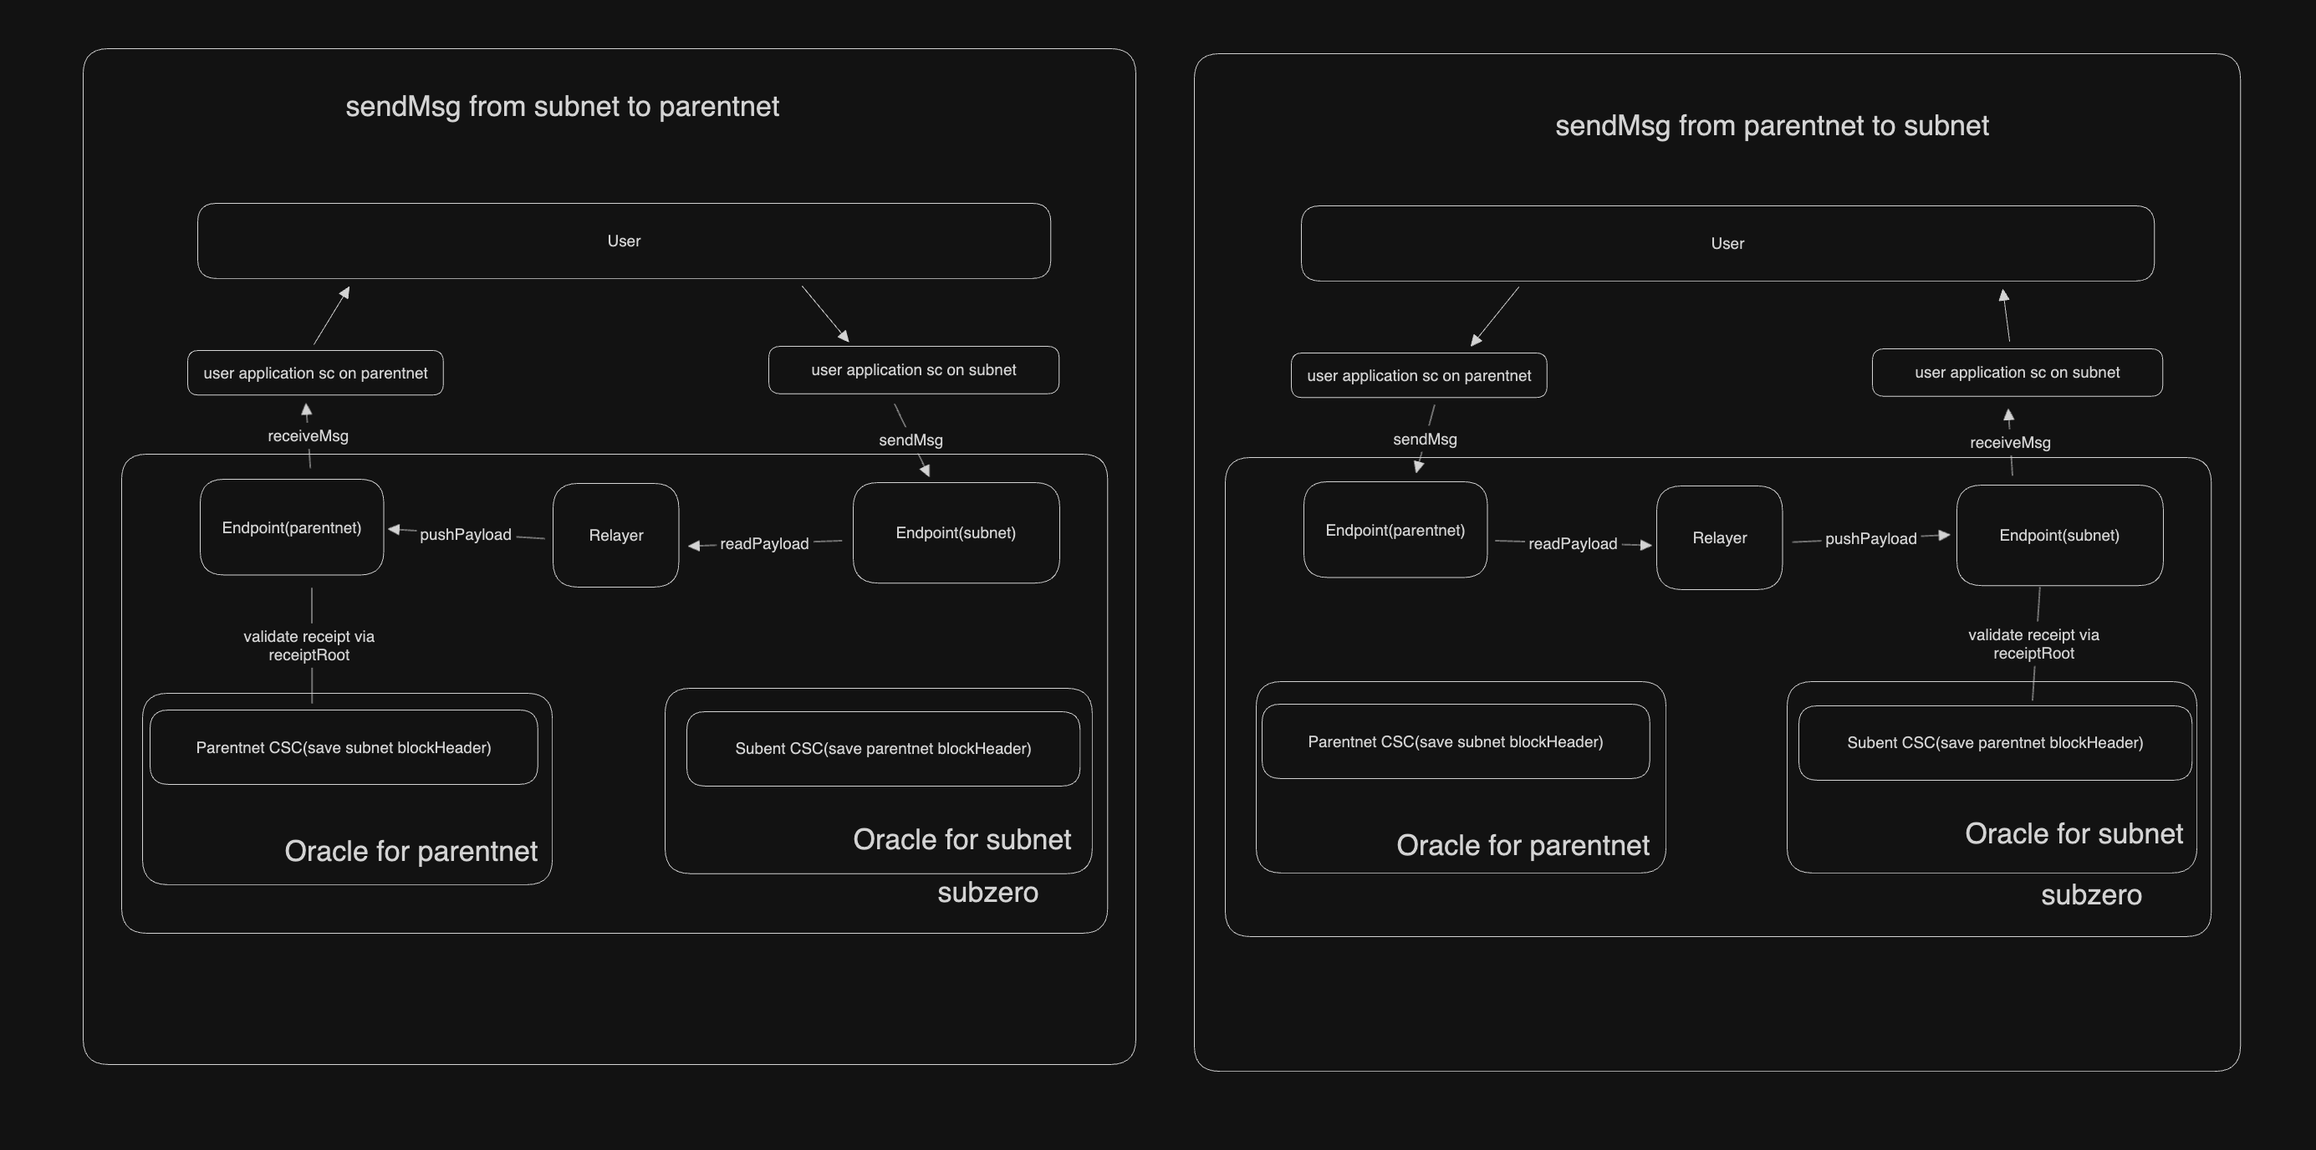 sendMsg from subnet to parentnet
User
user application sc on parentnet
user application sc on subnet
receiveMsg
sendMsg
Endpoint(parentnet)
pushPayload
Relayer
readPayload
Endpoint(subnet)
validate receipt via
receiptRoot
Parentnet CSC(save subnet blockHeader)
Subent CSC(save parentnet blockHeader)
Oracle for parentnet
Oracle for subnet
subzero
sendMsg from parentnet to subnet
User
user application sc on parentnet
user application sc on subnet
sendMsg
receiveMsg
Endpoint(parentnet)
readPayload
Relayer
pushPayload
Endpoint(subnet)
validate receipt via
receiptRoot
Parentnet CSC(save subnet blockHeader)
Subent CSC(save parentnet blockHeader)
Oracle for parentnet
Oracle for subnet
subzero